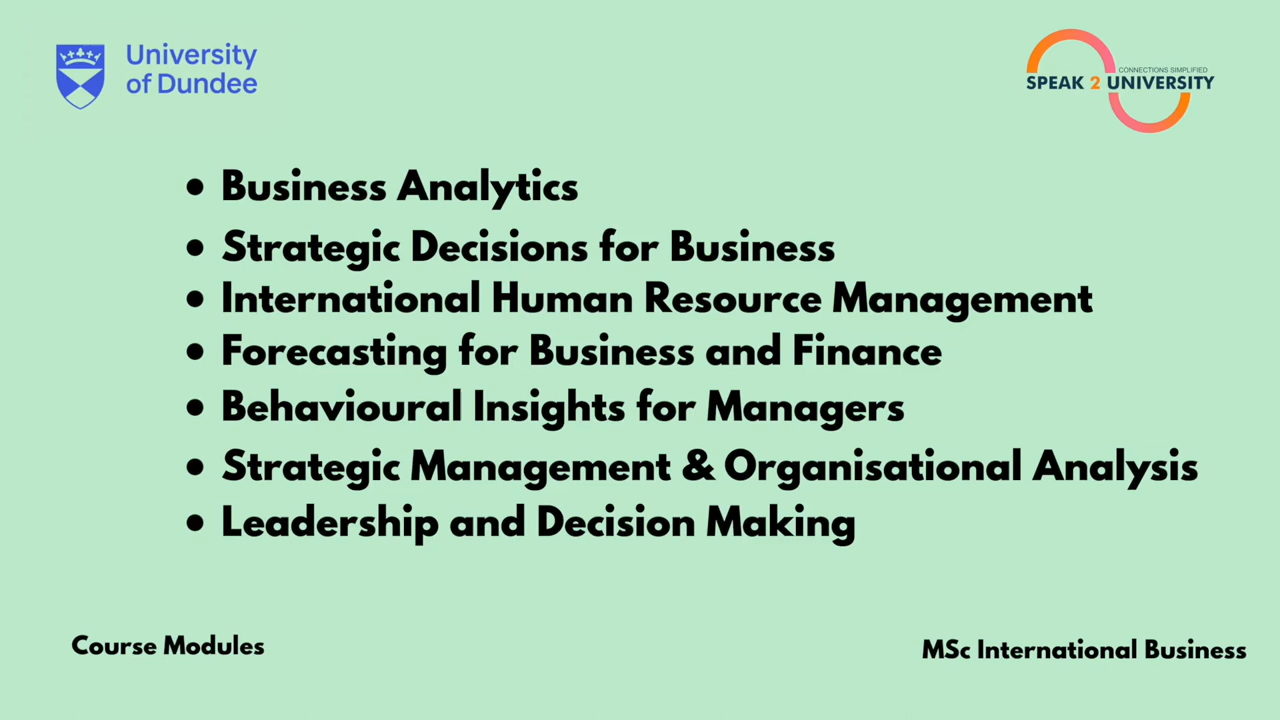 University
of Dundee
CONNECTIONS SIMPLIFIED
SPEAK 2 UNIVERSITY
• Business Analytics
• Strategic Decisions for Business
• International Human Resource Management
• Forecasting for Business and Finance
• Behavioural Insights for Managers
• Strategic Management & Organisational Analysis
• Leadership and Decision Making
Course Modules
MSc International Business